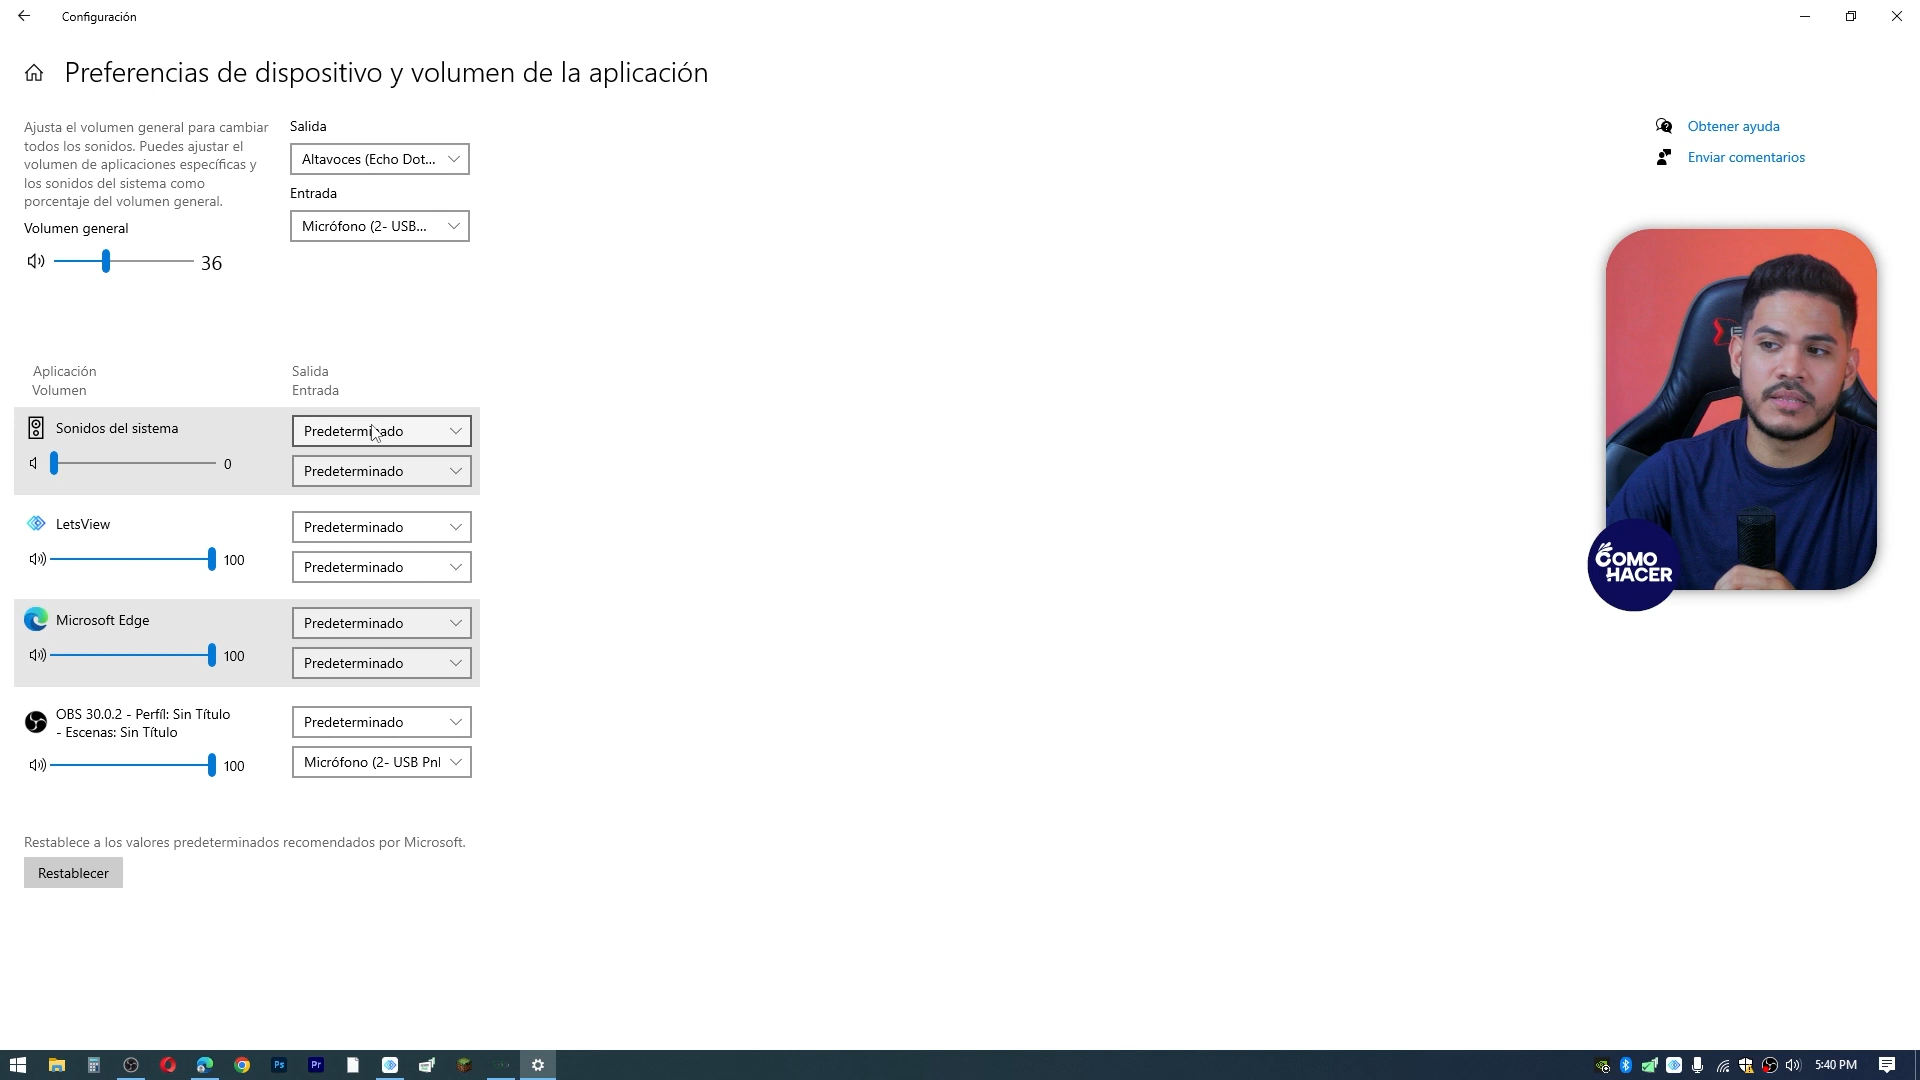 Configuración
Preferencias de dispositivo y volumen de la aplicación
Ajusta el volumen general para cambiar
todos los sonidos. Puedes ajustar el
volumen de aplicaciones específicas y
los sonidos del sistema como
porcentaje del volumen general.
Volumen general
36
Salida
Altavoces (Echo Dot...
Entrada
Micrófono (2- USB...
Obtener ayuda
Enviar comentarios
Aplicación
Volumen
Salida
Entrada
Sonidos del sistema
0
Predeterminado
Predeterminado
LetsView
100
Predeterminado
Predeterminado
Microsoft Edge
100
Predeterminado
Predeterminado
OBS 30.0.2 - Perfil: Sin Título
- Escenas: Sin Título
100
Predeterminado
Micrófono (2- USB PnI
Restablece a los valores predeterminados recomendados por Microsoft.
Restablecer
COMO
HACER
Ps
Pr
5:40 PM